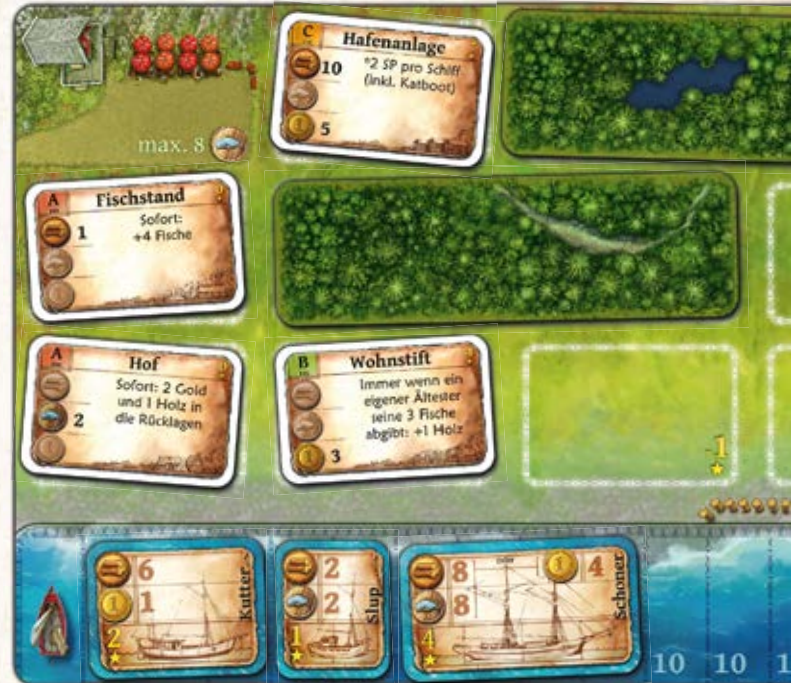 max. 8
C
Hafenanlage
10
*2 SP pro Schiff
(inkl. Katboot)
5
A
Fischstand
1
Sofort:
+4 Fische
A
Hof
Sofort: 2 Gold
und 1 Holz in
die Rücklagen
2
B
Wohnstift
Immer wenn ein
eigener Ältester
seine 3 Fische
abgibt: +1 Holz
3
-1
6
1
2
Kutter
2
2
1
Slup
8
oder
4
8
4
Schoner
10
10
1